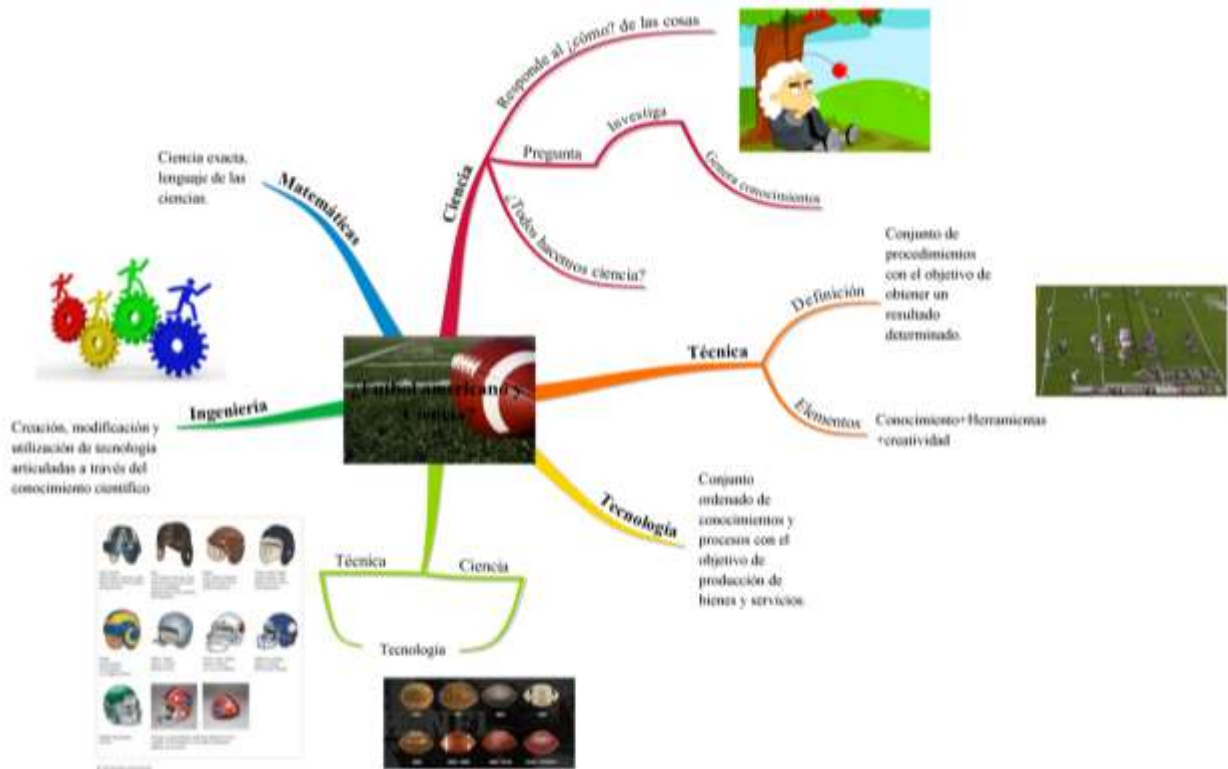 ¿Futbol americano y
Ciencia?
Ciencia
Responde al ¿cómo? de las cosas
Pregunta
Investiga
Genera conocimientos
¿Todos hacemos ciencia?
Técnica
Definición
Conjunto de
procedimientos
con el objetivo de
obtener un
resultado
determinado.
Elementos
Conocimiento+Herramientas
+creatividad
Tecnología
Conjunto
ordenado de
conocimientos y
procesos con el
objetivo de
producción de
bienes y servicios.
Técnica
Ciencia
Tecnología
Ingeniería
Creación, modificación y
utilización de tecnología
articuladas a través del
conocimiento científico
Matemáticas
Ciencia exacta,
lenguaje de las
ciencias.